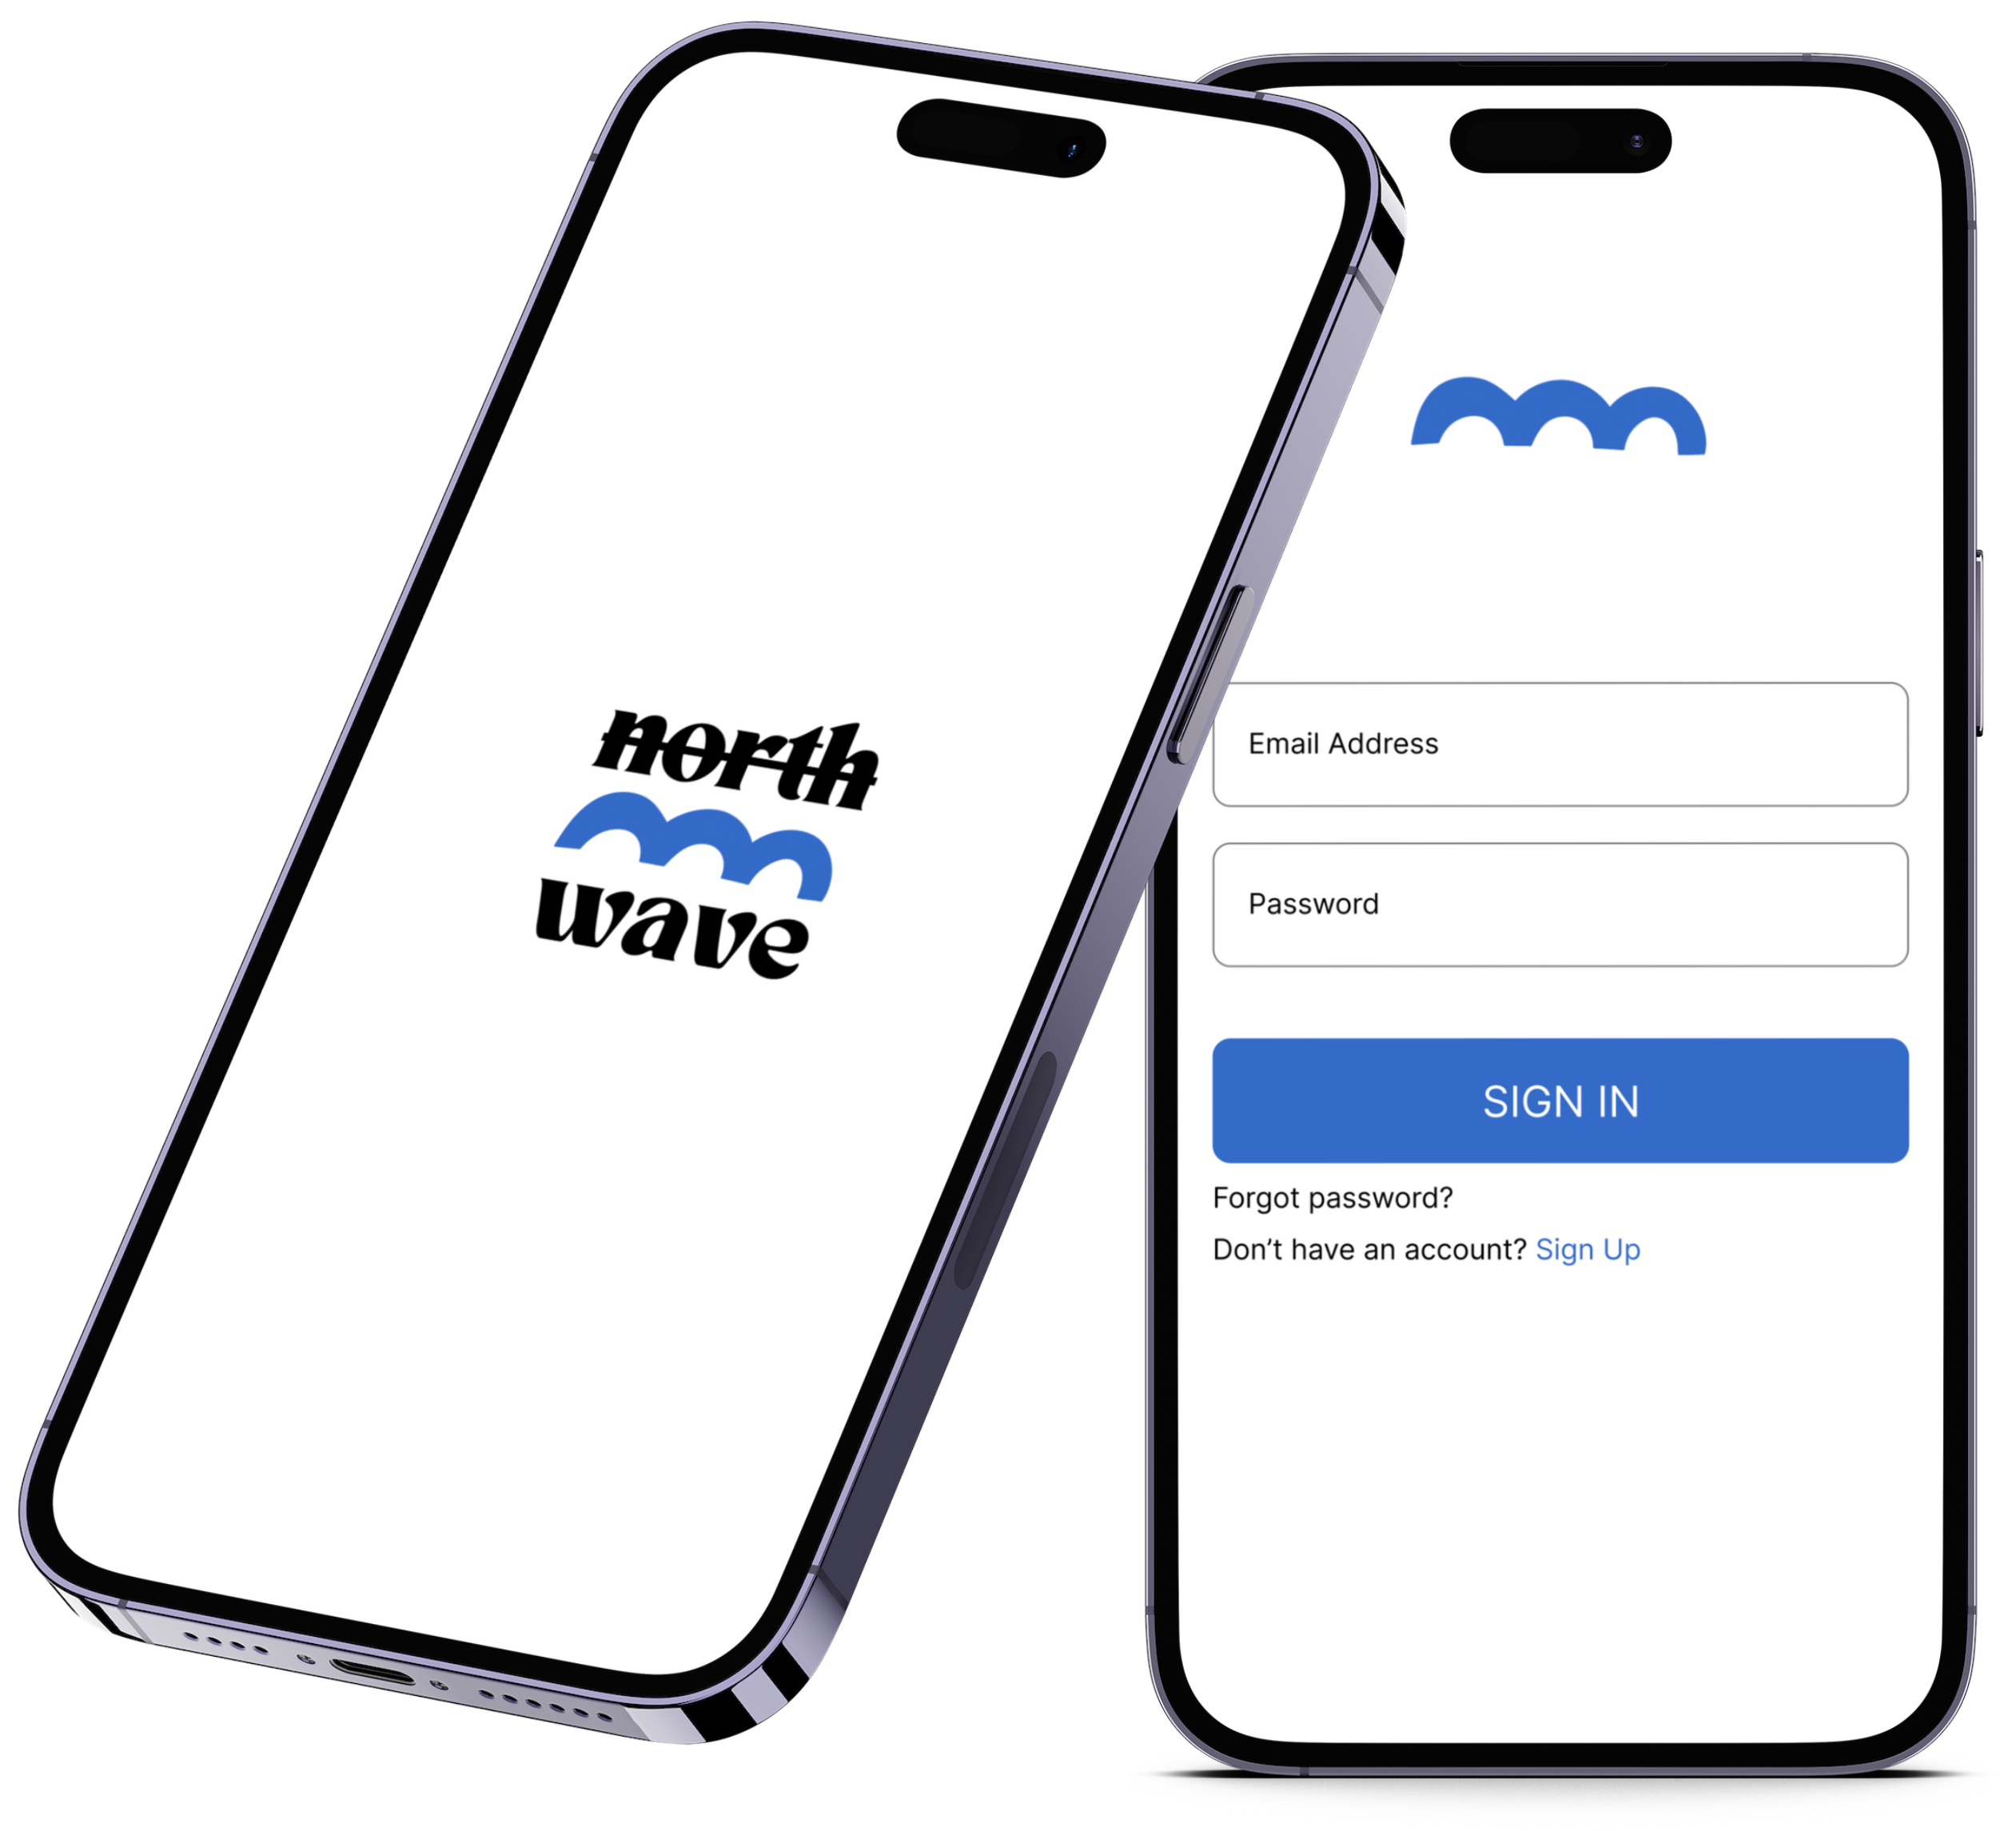 north
wave
Email Address
Password
SIGN IN
Forgot password?
Don’t have an account? Sign Up